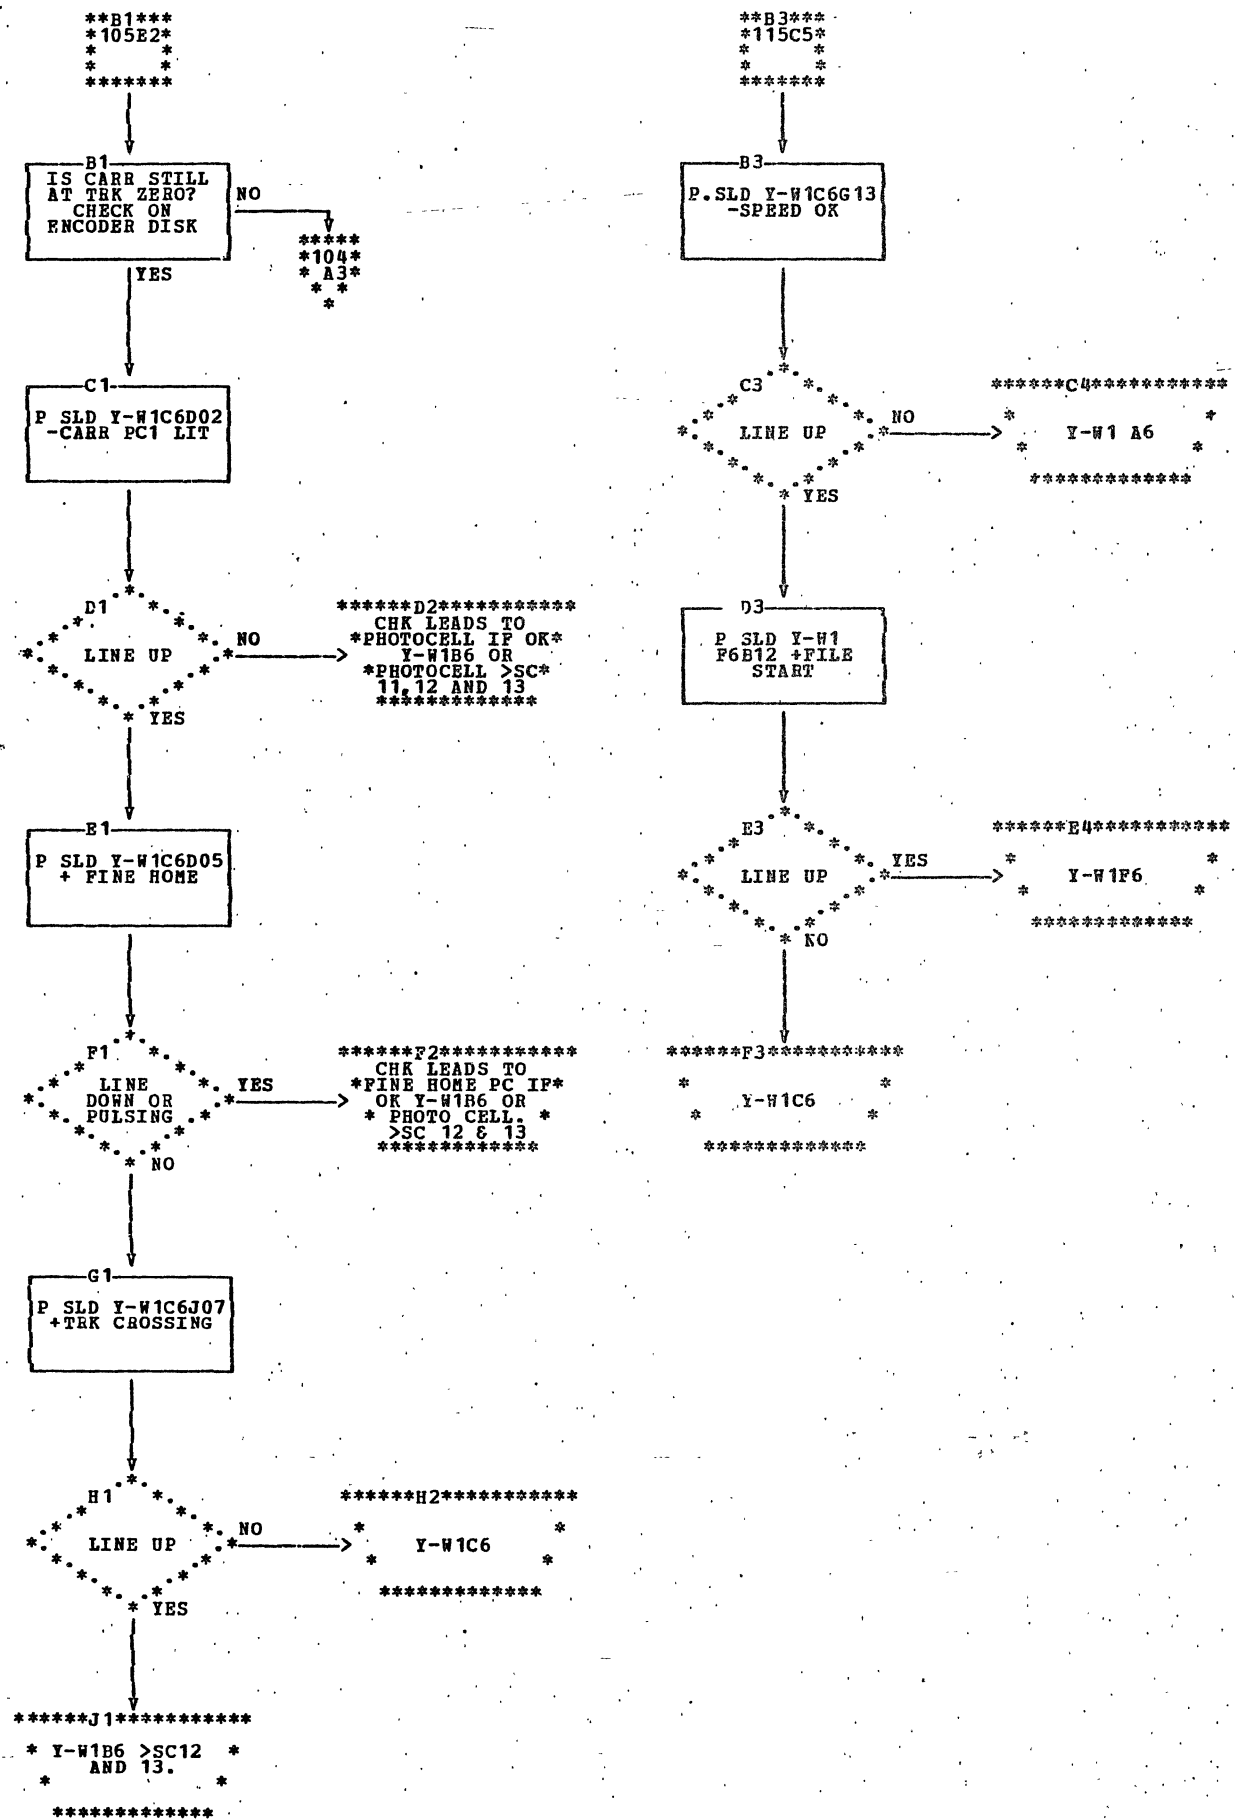 **B1***
*105E2*
*     *
*     *
*******
B1
IS CARR STILL
AT TRK ZERO?
CHECK ON
ENCODER DISK
NO
*****
*104*
* A3*
* *
*
YES
C1
P SLD Y-W1C6D02
-CARR PC1 LIT
D1
LINE UP
NO
******D2***********
CHK LEADS TO
*PHOTOCELL IF OK*
Y-W1B6 OR
*PHOTOCELL >SC*
11,12 AND 13
*************
YES
E1
P SLD Y-W1C6D05
+ FINE HOME
F1
LINE
DOWN OR
PULSING
YES
******F2***********
CHK LEADS TO
*FINE HOME PC IF*
OK Y-W1B6 OR
* PHOTO CELL. *
>SC 12 & 13
*************
NO
G1
P SLD Y-W1C6J07
+TRK CROSSING
H1
LINE UP
NO
******H2***********
Y-W1C6
*************
YES
******J1***********
* Y-W1B6 >SC12 *
AND 13.
*************
**B3***
*115C5*
*     *
*     *
*******
B3
P.SLD Y-W1C6G13
-SPEED OK
C3
LINE UP
NO
******C4***********
Y-W1 A6
*************
YES
D3
P SLD Y-W1
F6B12 +FILE
START
E3
LINE UP
YES
******E4***********
Y-W1F6
*************
NO
******F3***********
Y-W1C6
*************